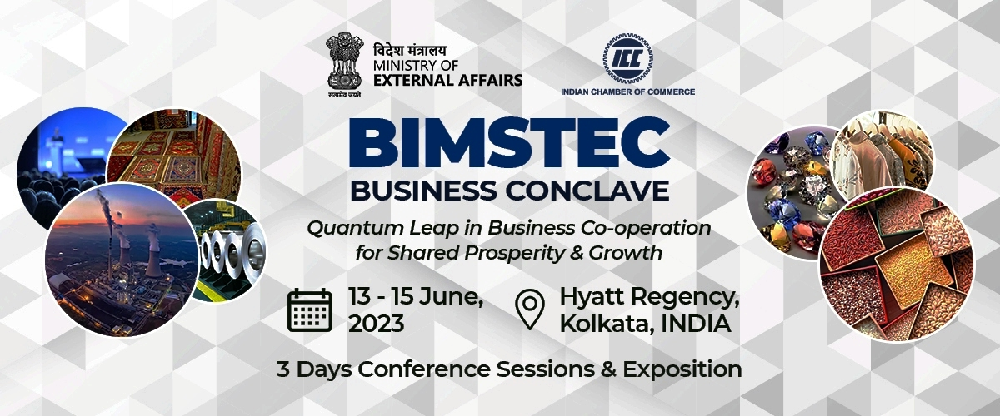 विदेश मंत्रालय
MINISTRY OF
EXTERNAL AFFAIRS
सत्यमेव जयते
ICC
INDIAN CHAMBER OF COMMERCE
BIMSTEC
BUSINESS CONCLAVE
Quantum Leap in Business Co-operation
for Shared Prosperity & Growth
13 - 15 June,
2023
Hyatt Regency,
Kolkata, INDIA
3 Days Conference Sessions & Exposition